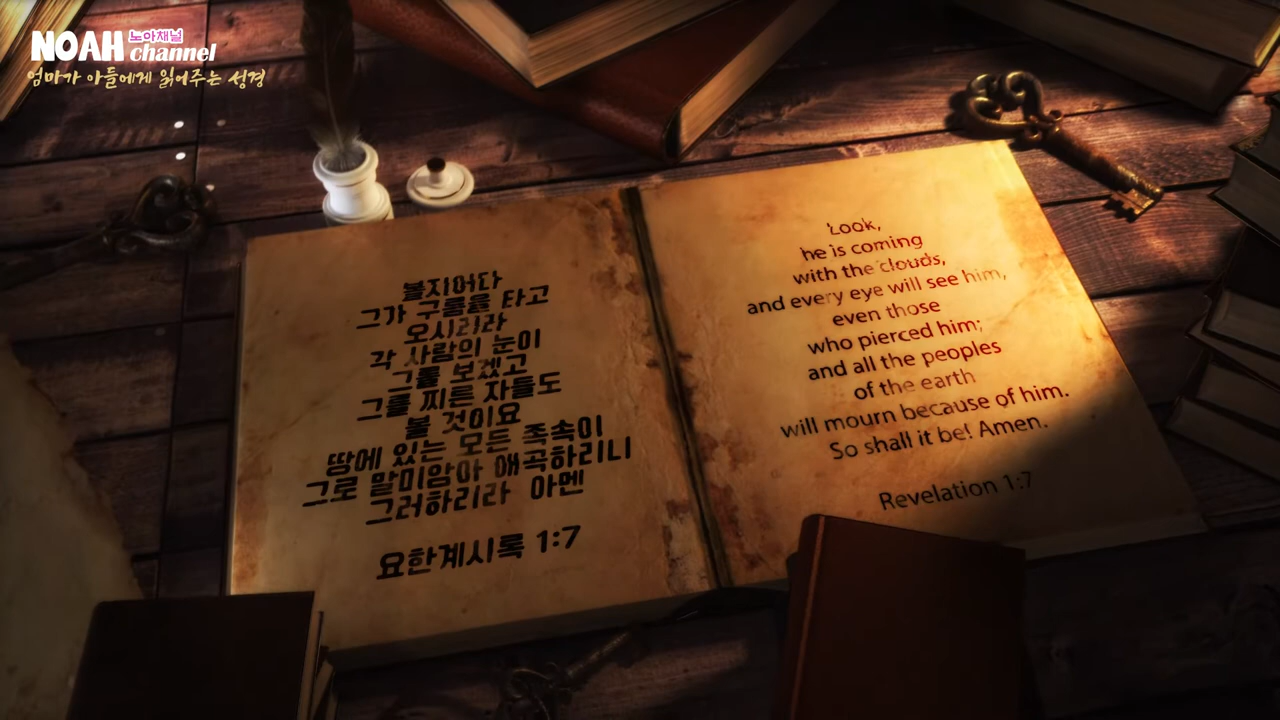 NOAH 노아채널
channel
엄마가 아들에게 읽어주는 성경
볼지어다
그가 구름을 타고
오시리라
각 사람의 눈이
그를 보겠고
그를 찌른 자들도
볼 것이요
땅에 있는 모든 족속이
그로 말미암아 애곡하리니
그러하리라 아멘
요한계시록 1:7
Look,
he is coming
with the clouds,
and every eye will see him,
even those
who pierced him;
and all the peoples
of the earth
will mourn because of him.
So shall it be! Amen.
Revelation 1:7